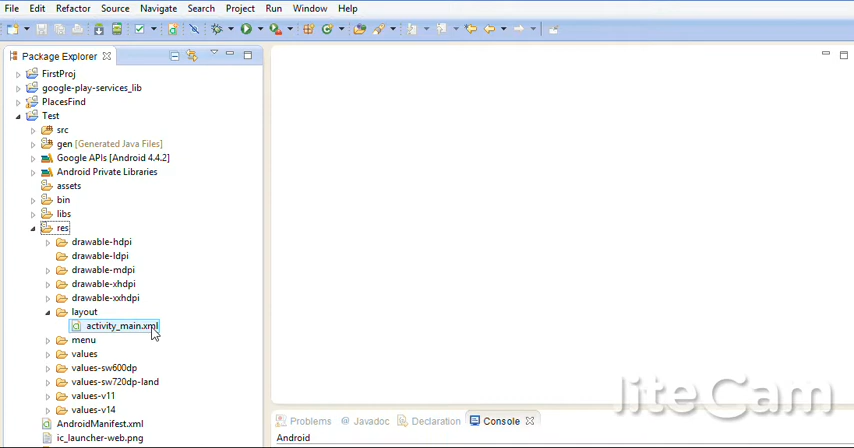 File Edit Refactor Source Navigate Search Project Run Window Help
Package Explorer
FirstProj
google-play-services_lib
PlacesFind
Test
src
gen [Generated Java Files]
Google APIs [Android 4.4.2]
Android Private Libraries
assets
bin
libs
res
drawable-hdpi
drawable-ldpi
drawable-mdpi
drawable-xhdpi
drawable-xxhdpi
layout
activity_main.xml
menu
values
values-sw600dp
values-sw720dp-land
values-v11
values-v14
AndroidManifest.xml
ic_launcher-web.png
liteCam
Problems @ Javadoc Declaration Console
Android